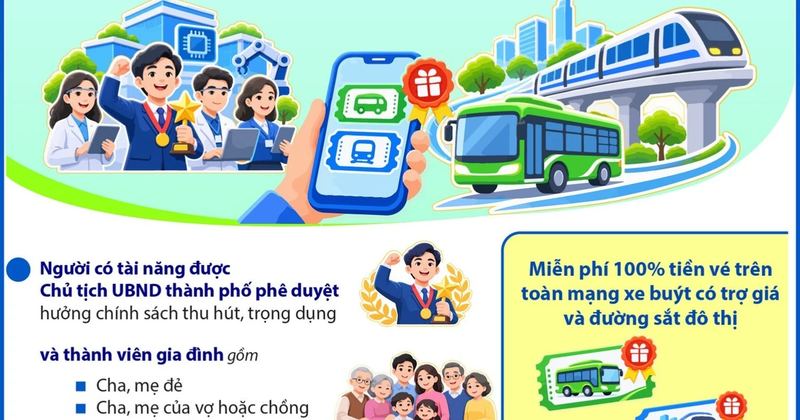 Người có tài năng được
Chủ tịch UBND thành phố phê duyệt
hưởng chính sách thu hút, trọng dụng
và thành viên gia đình gồm
Cha, mẹ đẻ
Cha, mẹ của vợ hoặc chồng
Miễn phí 100% tiền vé trên
toàn mạng xe buýt có trợ giá
và đường sắt đô thị